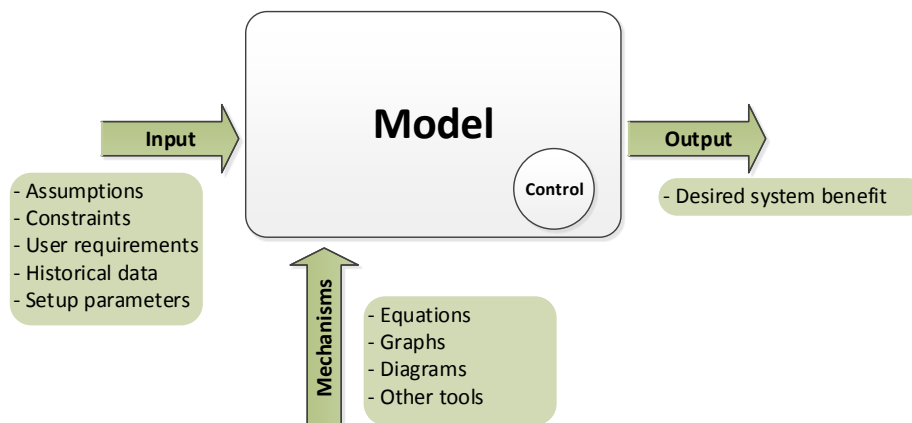 Model
Input
Output
Control
- Assumptions
- Constraints
- User requirements
- Historical data
- Setup parameters
- Desired system benefit
Mechanisms
- Equations
- Graphs
- Diagrams
- Other tools